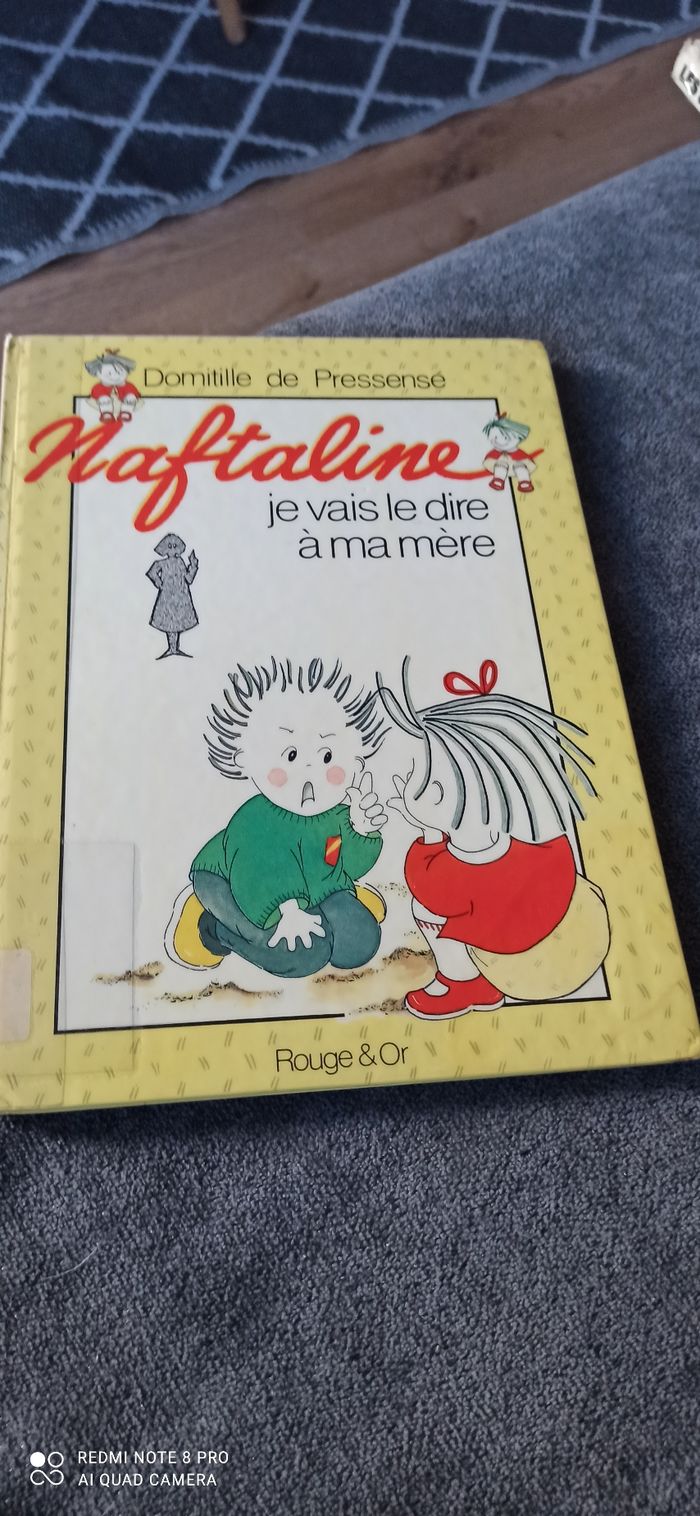 Domitille de Pressensé
Naftaline
je vais le dire
à ma mère
Rouge & Or
REDMI NOTE 8 PRO
AI QUAD CAMERA